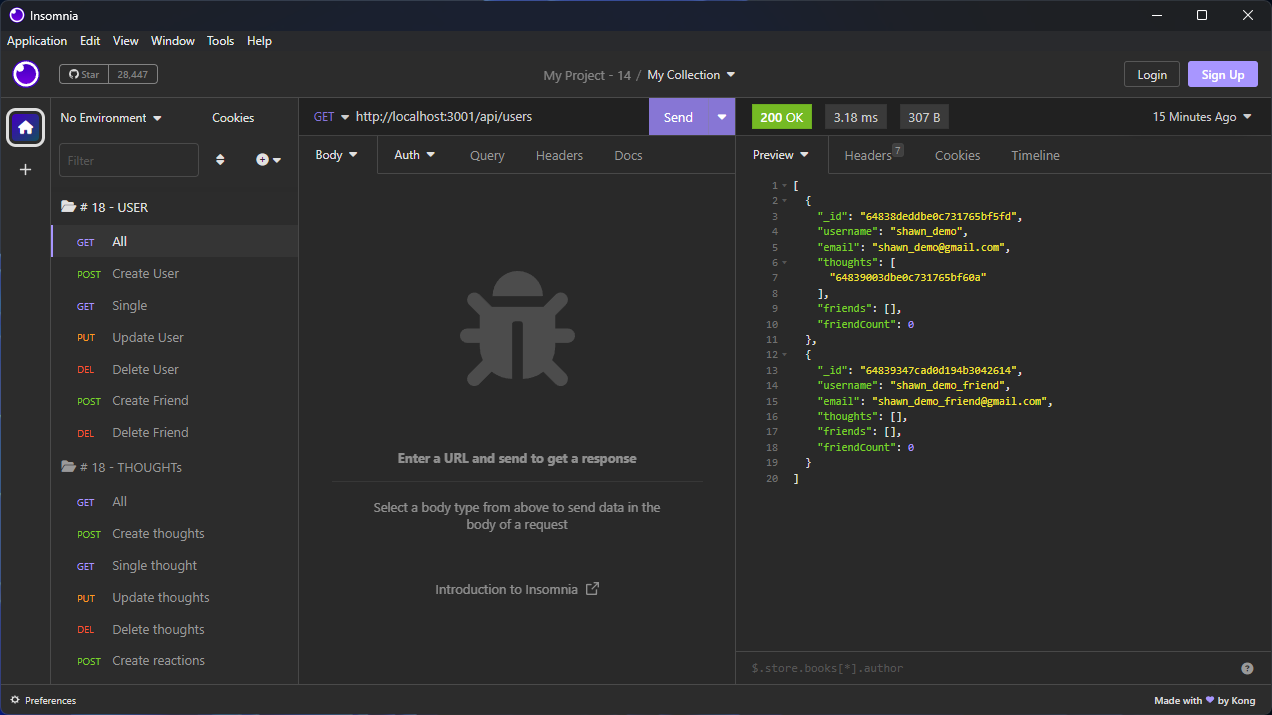 Insomnia
Application Edit View Window Tools Help
Star 28,447
My Project - 14 / My Collection
Login Sign Up
No Environment Cookies
Filter
# 18 - USER
GET All
POST Create User
GET Single
PUT Update User
DEL Delete User
POST Create Friend
DEL Delete Friend
# 18 - THOUGHTs
GET All
POST Create thoughts
GET Single thought
PUT Update thoughts
DEL Delete thoughts
POST Create reactions
GET http://localhost:3001/api/users Send
Body Auth Query Headers Docs
Enter a URL and send to get a response
Select a body type from above to send data in the
body of a request
Introduction to Insomnia
200 OK 3.18 ms 307 B 15 Minutes Ago
Preview Headers 7 Cookies Timeline
1 [
2 {
3 "_id": "64838deddbe0c731765bf5fd",
4 "username": "shawn_demo",
5 "email": "shawn_demo@gmail.com",
6 "thoughts": [
7 "64839003dbe0c731765bf60a"
8 ],
9 "friends": [],
10 "friendCount": 0
11 },
12 {
13 "_id": "64839347cad0d194b3042614",
14 "username": "shawn_demo_friend",
15 "email": "shawn_demo_friend@gmail.com",
16 "thoughts": [],
17 "friends": [],
18 "friendCount": 0
19 }
20 ]
$.store.books[*].author
Preferences
Made with ♥ by Kong